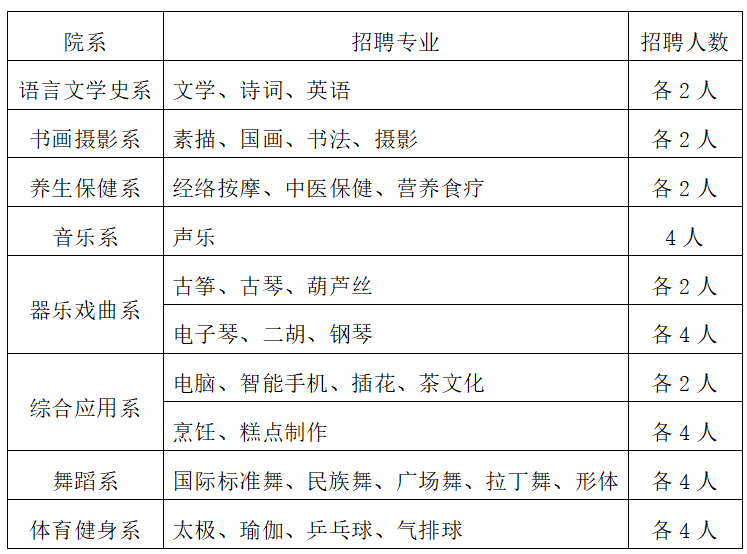 院系 招聘专业 招聘人数
语言文学史系 文学、诗词、英语 各2人
书画摄影系 素描、国画、书法、摄影 各2人
养生保健系 经络按摩、中医保健、营养食疗 各2人
音乐系 声乐 4人
器乐戏曲系 古筝、古琴、葫芦丝 各2人
电子琴、二胡、钢琴 各4人
综合应用系 电脑、智能手机、插花、茶文化 各2人
烹饪、糕点制作 各4人
舞蹈系 国际标准舞、民族舞、广场舞、拉丁舞、形体 各4人
体育健身系 太极、瑜伽、乒乓球、气排球 各4人